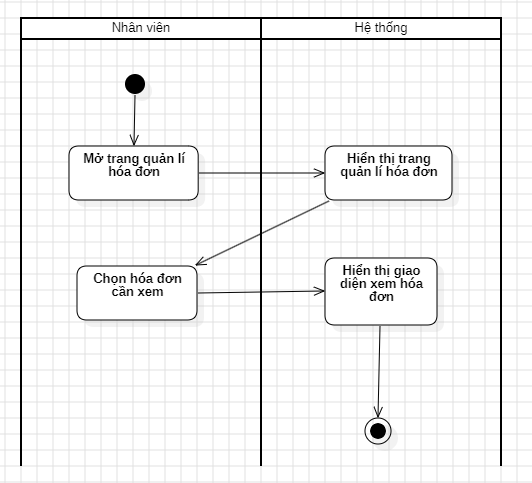 Nhân viên
Hệ thống
Mở trang quản lí
hóa đơn
Hiển thị trang
quản lí hóa đơn
Chọn hóa đơn
cần xem
Hiển thị giao
diện xem hóa
đơn